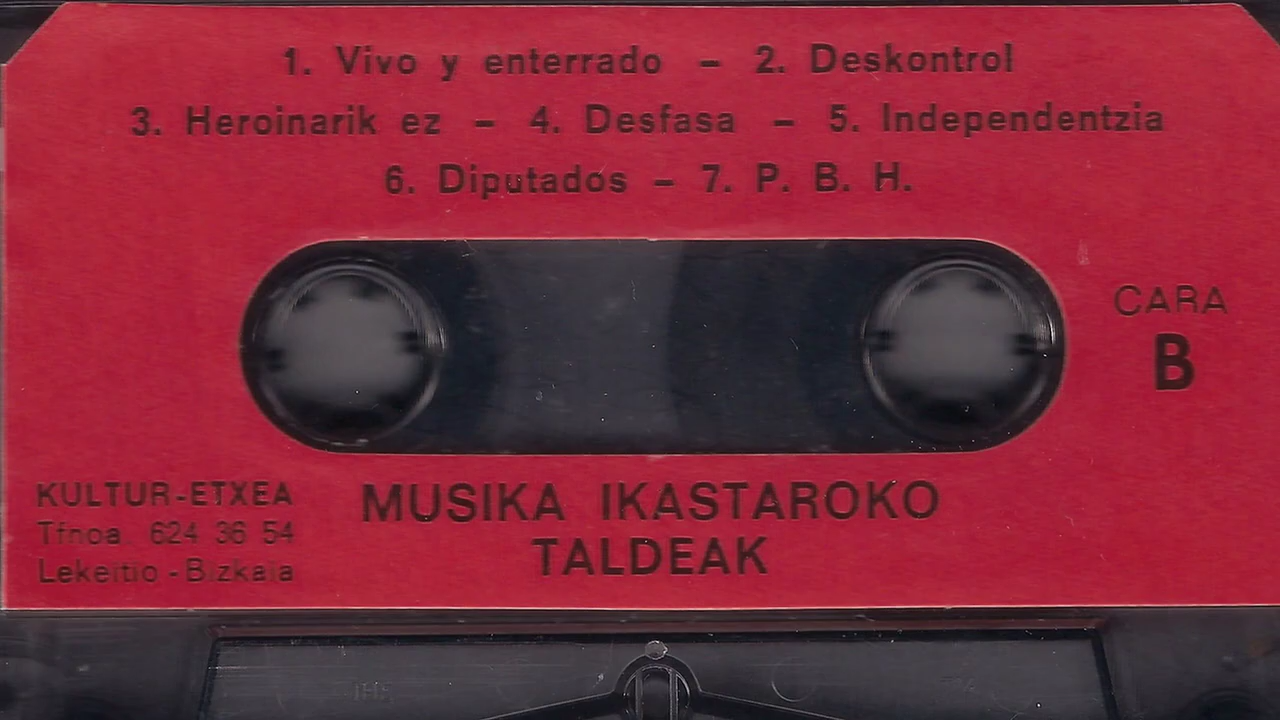 1. Vivo y enterrado - 2. Deskontrol
3. Heroinarik ez - 4. Desfasa - 5. Independentzia
6. Diputados - 7. P. B. H.
CARA
B
KULTUR-ETXEA
Tfnoa. 624 36 54
Lekeitio - Bizkaia
MUSIKA IKASTAROKO
TALDEAK